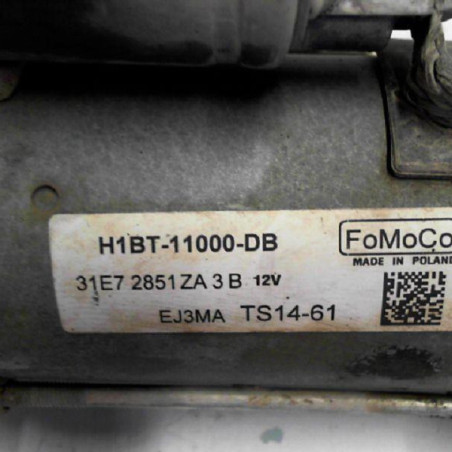 H1BT-11000-DB
FoMoCo
MADE IN POLAND
31E7 2851ZA 3 B 12V
EJ3MA TS14-61